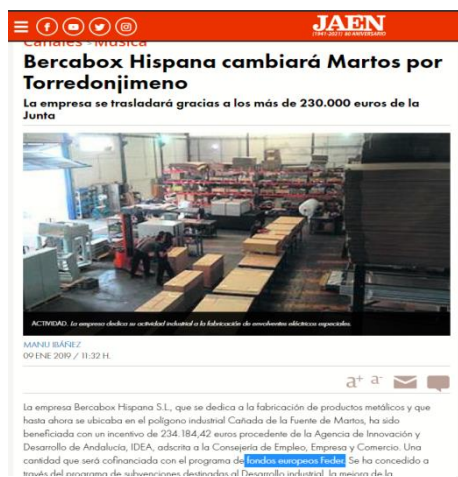 JAEN
(1941-2021) 80 ANIVERSARIO
Canales Música
Bercabox Hispana cambiará Martos por
Torredonjimeno
La empresa se trasladará gracias a los más de 230.000 euros de la
Junta
ACTIVIDAD. La empresa dedica su actividad industrial a la fabricación de envolventes eléctricos especiales.
MANU IBÁÑEZ
09 ENE 2019 / 11:32 H.
a+ a-
La empresa Bercabox Hispana S.L., que se dedica a la fabricación de productos metálicos y que
hasta ahora se ubicaba en el polígono industrial Cañada de la Fuente de Martos, ha sido
beneficiada con un incentivo de 234.184,42 euros procedente de la Agencia de Innovación y
Desarrollo de Andalucía, IDEA, adscrita a la Consejería de Empleo, Empresa y Comercio. Una
cantidad que será cofinanciada con el programa de fondos europeos Feder. Se ha concedido a
través del programa de subvenciones destinados al Desarrollo industrial, la mejora de la